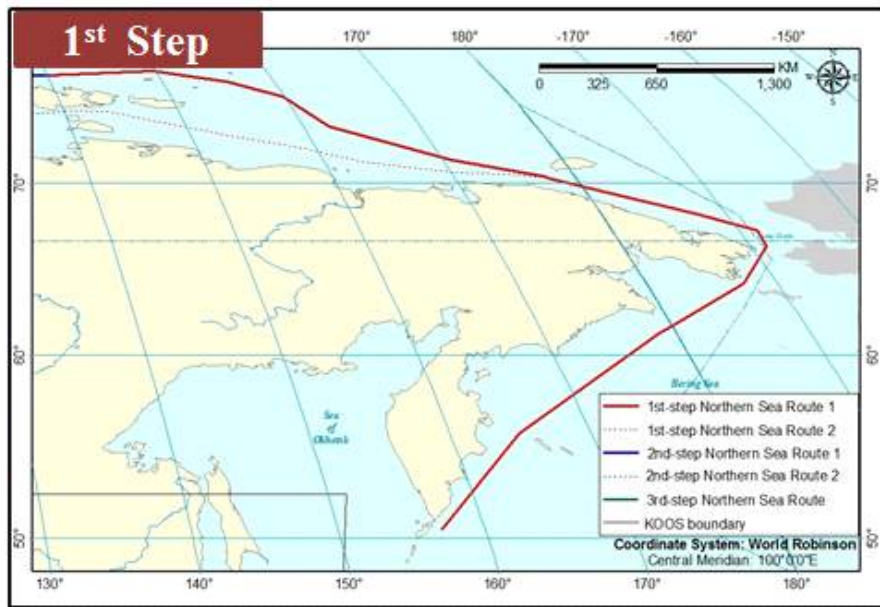 1st Step
170° 180° -170° -160° -150°
N
W E
S
KM
0 325 650 1,300
70° 70°
60° 60°
50° 50°
Bering Sea
Sea
of
Okhotsk
1st-step Northern Sea Route 1
1st-step Northern Sea Route 2
2nd-step Northern Sea Route 1
2nd-step Northern Sea Route 2
3rd-step Northern Sea Route
KOOS boundary
Coordinate System: World Robinson
Central Meridian: 100°0'0"E
130° 140° 150° 160° 170° 180°